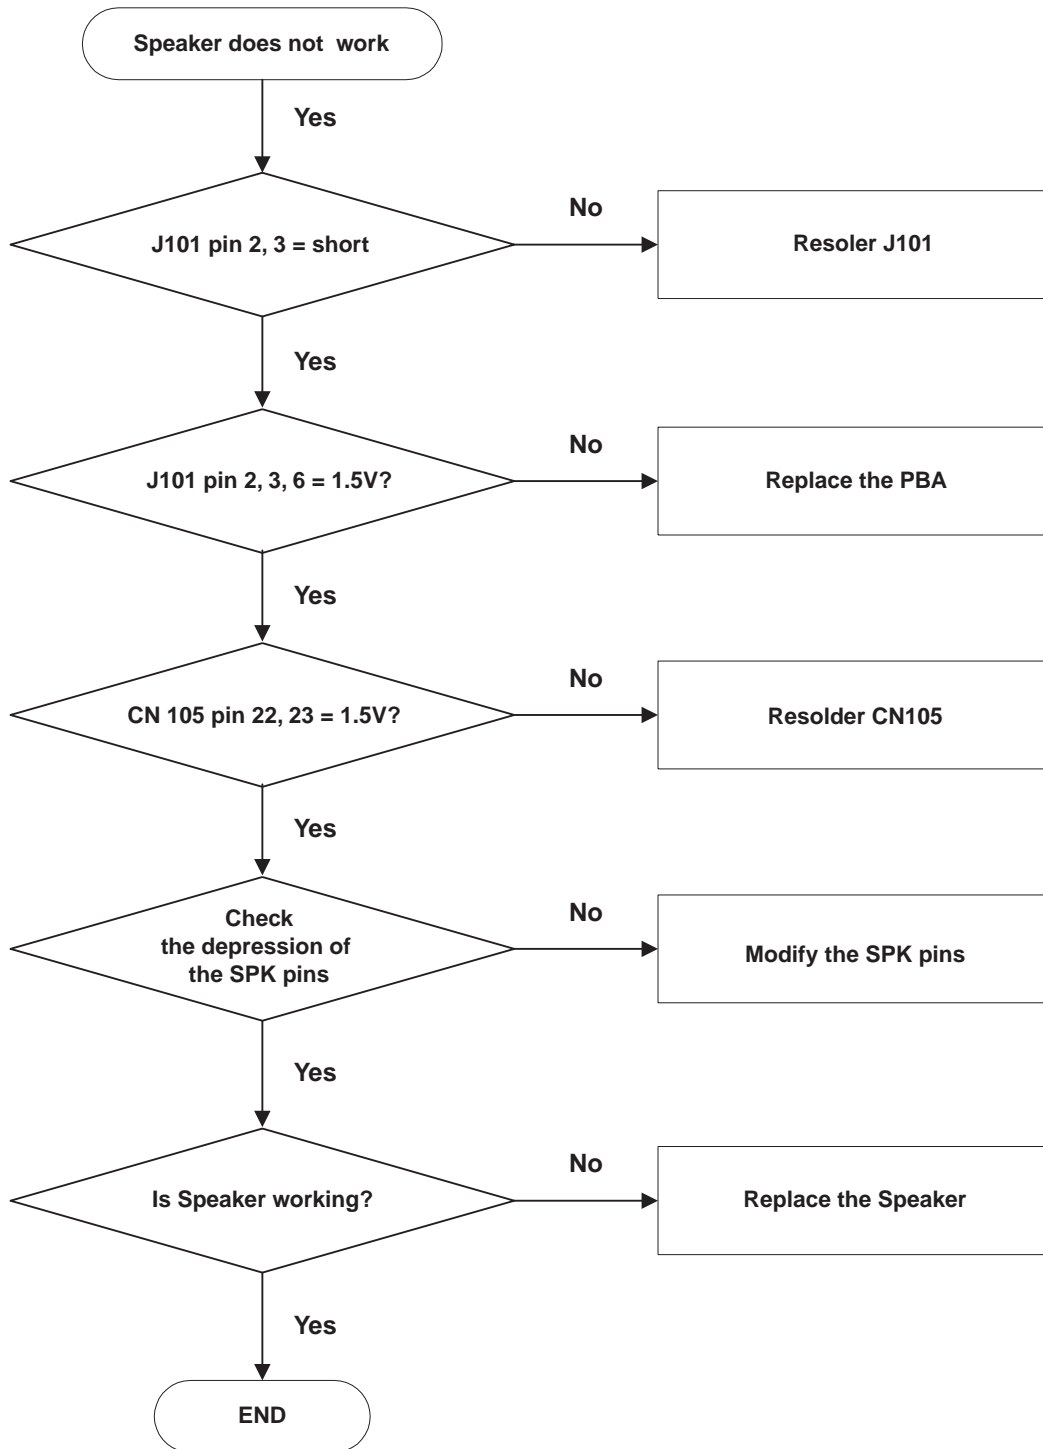 Speaker does not work
Yes
J101 pin 2, 3 = short
No
Resoler J101
Yes
J101 pin 2, 3, 6 = 1.5V?
No
Replace the PBA
Yes
CN 105 pin 22, 23 = 1.5V?
No
Resolder CN105
Yes
Check
the depression of
the SPK pins
No
Modify the SPK pins
Yes
Is Speaker working?
No
Replace the Speaker
Yes
END